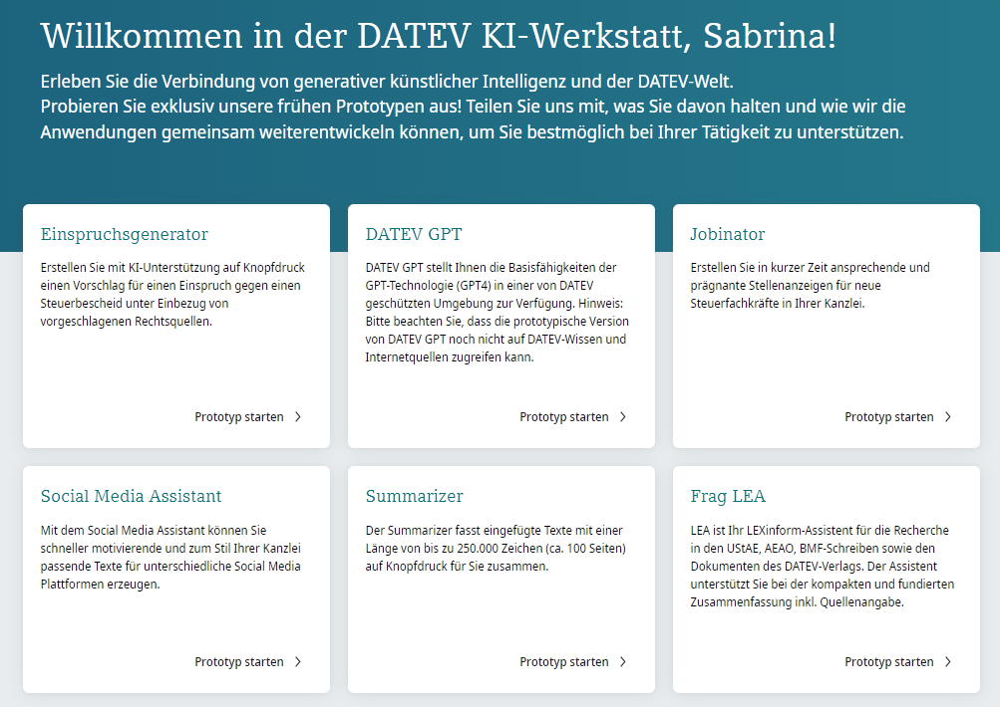 Willkommen in der DATEV KI-Werkstatt, Sabrina!
Erleben Sie die Verbindung von generativer künstlicher Intelligenz und der DATEV-Welt.
Probieren Sie exklusiv unsere frühen Prototypen aus! Teilen Sie uns mit, was Sie davon halten und wie wir die
Anwendungen gemeinsam weiterentwickeln können, um Sie bestmöglich bei Ihrer Tätigkeit zu unterstützen.
Einspruchsgenerator
Erstellen Sie mit KI-Unterstützung auf Knopfdruck
einen Vorschlag für einen Einspruch gegen einen
Steuerbescheid unter Einbezug von
vorgeschlagenen Rechtsquellen.
Prototyp starten
DATEV GPT
DATEV GPT stellt Ihnen die Basisfähigkeiten der
GPT-Technologie (GPT4) in einer von DATEV
geschützten Umgebung zur Verfügung. Hinweis:
Bitte beachten Sie, dass die prototypische Version
von DATEV GPT noch nicht auf DATEV-Wissen und
Internetquellen zugreifen kann.
Prototyp starten
Jobinator
Erstellen Sie in kurzer Zeit ansprechende und
prägnante Stellenanzeigen für neue
Steuerfachkräfte in Ihrer Kanzlei.
Prototyp starten
Social Media Assistant
Mit dem Social Media Assistant können Sie
schneller motivierende und zum Stil Ihrer Kanzlei
passende Texte für unterschiedliche Social Media
Plattformen erzeugen.
Prototyp starten
Summarizer
Der Summarizer fasst eingefügte Texte mit einer
Länge von bis zu 250.000 Zeichen (ca. 100 Seiten)
auf Knopfdruck für Sie zusammen.
Prototyp starten
Frag LEA
LEA ist Ihr LEXinform-Assistent für die Recherche
in den UStAE, AEAO, BMF-Schreiben sowie den
Dokumenten des DATEV-Verlags. Der Assistent
unterstützt Sie bei der kompakten und fundierten
Zusammenfassung inkl. Quellenangabe.
Prototyp starten